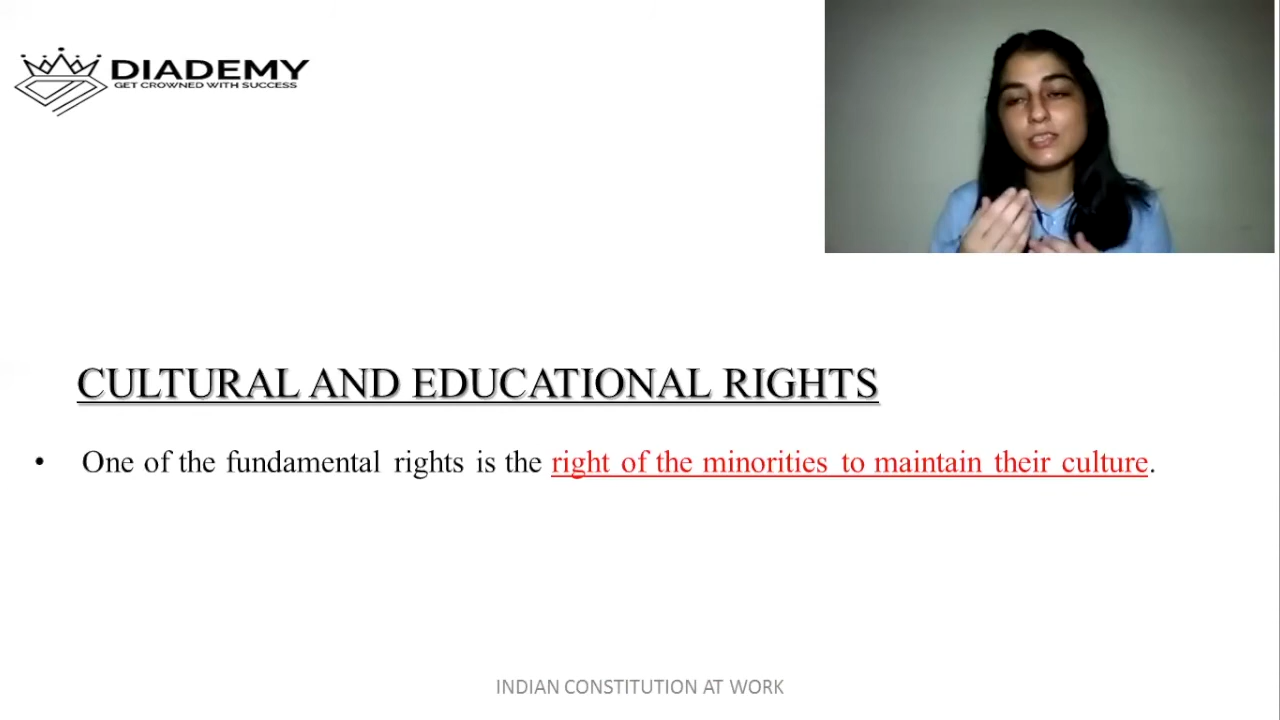 DIADEMY
GET CROWNED WITH SUCCESS
CULTURAL AND EDUCATIONAL RIGHTS
• One of the fundamental rights is the right of the minorities to maintain their culture.
INDIAN CONSTITUTION AT WORK